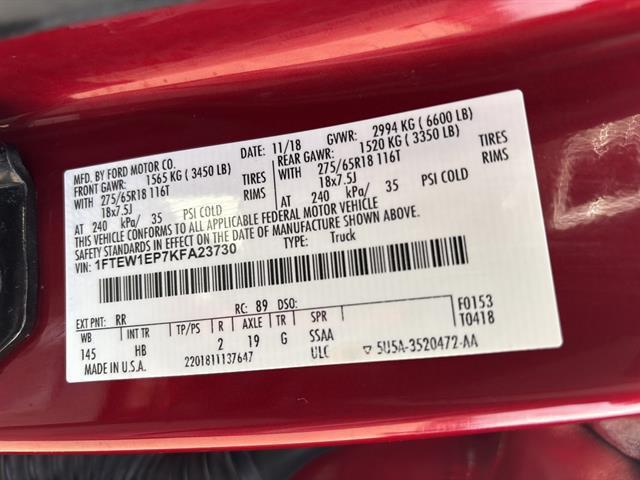 MFD. BY FORD MOTOR CO.
DATE: 11/18 GVWR: 2994 KG (6600 LB)
FRONT GAWR: 1565 KG (3450 LB) REAR GAWR: 1520 KG (3350 LB)
WITH 275/65R18 116T TIRES WITH 275/65R18 116T TIRES
18x7.5J RIMS 18x7.5J RIMS
AT 240 kPa/ 35 PSI COLD AT 240 kPa/ 35 PSI COLD
THIS VEHICLE CONFORMS TO ALL APPLICABLE FEDERAL MOTOR VEHICLE
SAFETY STANDARDS IN EFFECT ON THE DATE OF MANUFACTURE SHOWN ABOVE.
VIN: 1FTEW1EP7KFA23730 TYPE: Truck
EXT PNT: RR RC: 89 DSO: F0153
WB INT TR TP/PS R AXLE TR SPR T0418
145 HB 2 19 G SSAA
MADE IN U.S.A. 2201811137647 ULC 5U5A-3520472-AA